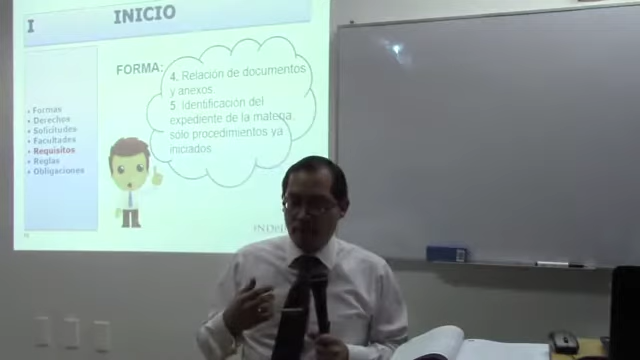 I
INICIO
FORMA:
4. Relación de documentos
y anexos.
5 Identificación del
expediente de la materia,
solo procedimientos ya
iniciados
• Formas
• Derechos
• Solicitudes
• Facultades
• Requisitos
• Reglas
• Obligaciones